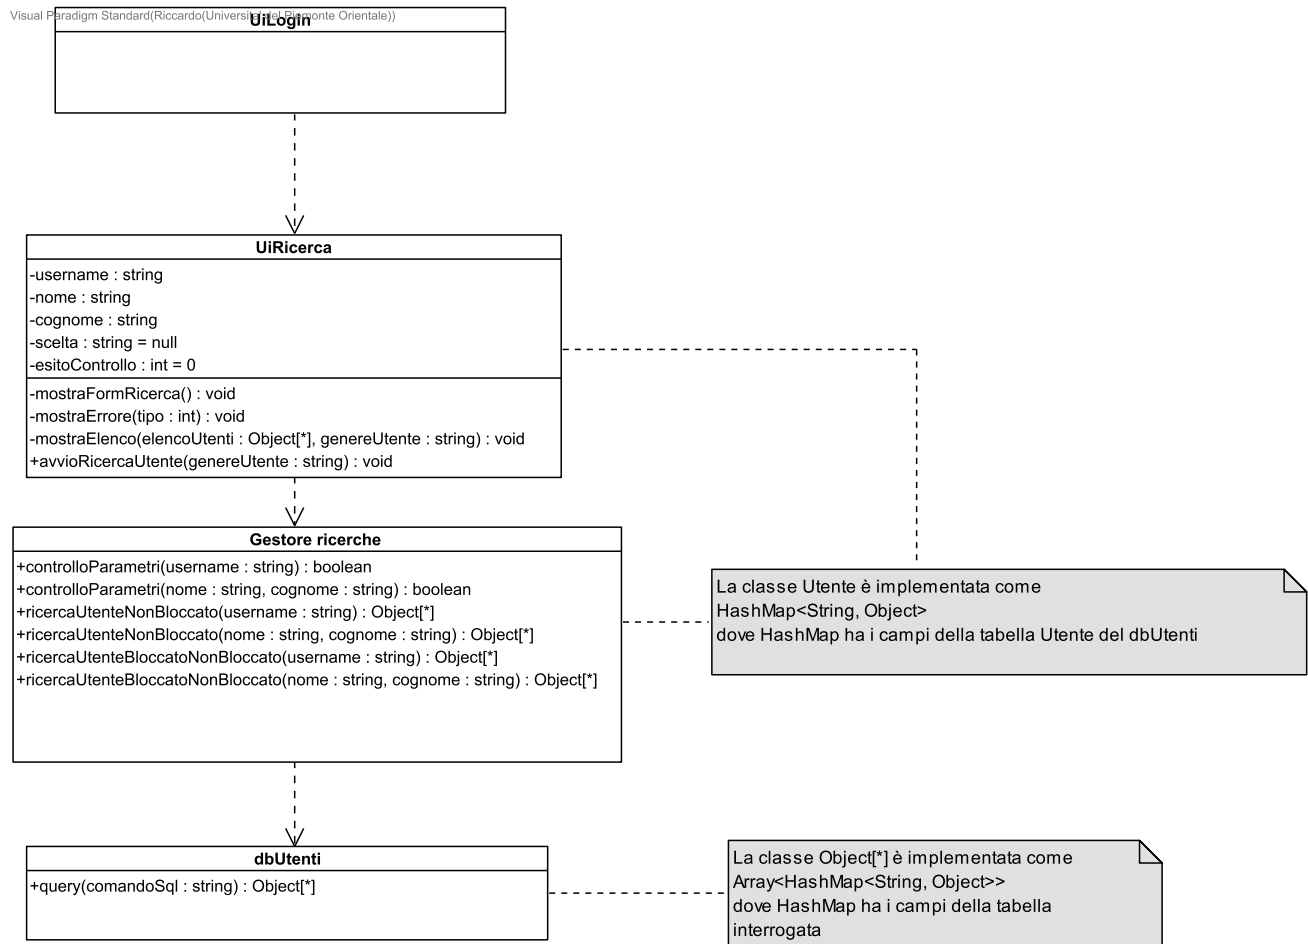 Visual Paradigm Standard(Riccardo(Universita' del Piemonte Orientale))
UiLogin
UiRicerca
-username : string
-nome : string
-cognome : string
-scelta : string = null
-esitoControllo : int = 0
-mostraFormRicerca() : void
-mostraErrore(tipo : int) : void
-mostraElenco(elencoUtenti : Object[*], genereUtente : string) : void
+avvioRicercaUtente(genereUtente : string) : void
Gestore ricerche
+controlloParametri(username : string) : boolean
+controlloParametri(nome : string, cognome : string) : boolean
+ricercaUtenteNonBloccato(username : string) : Object[*]
+ricercaUtenteNonBloccato(nome : string, cognome : string) : Object[*]
+ricercaUtenteBloccatoNonBloccato(username : string) : Object[*]
+ricercaUtenteBloccatoNonBloccato(nome : string, cognome : string) : Object[*]
La classe Utente è implementata come
HashMap<String, Object>
dove HashMap ha i campi della tabella Utente del dbUtenti
dbUtenti
+query(comandoSql : string) : Object[*]
La classe Object[*] è implementata come
Array<HashMap<String, Object>>
dove HashMap ha i campi della tabella
interrogata